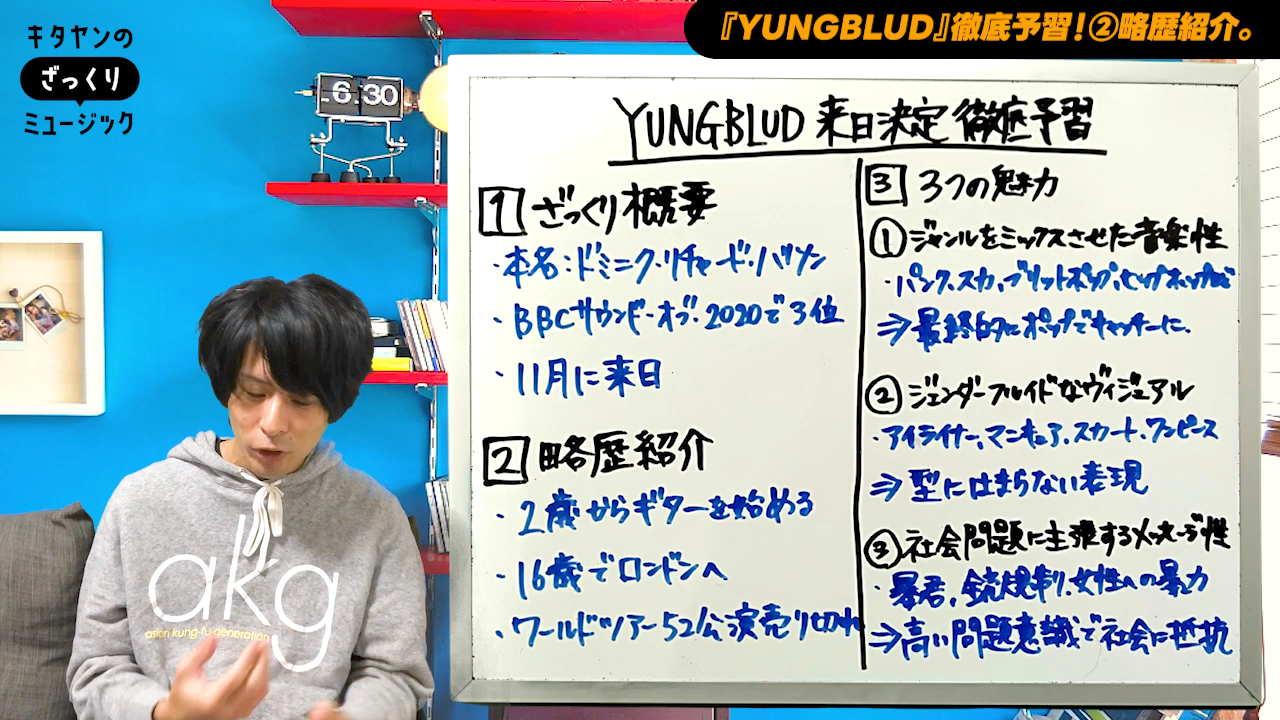 キタヤンの
ざっくり
ミュージック
『YUNGBLUD』徹底予習!②略歴紹介。
6 30
YUNGBLUD 来日決定 徹底予習
1 ざっくり概要
・本名:ドミニク・リチャード・ハリソン
・BBCサウンド・オブ・2020で3位
・11月に来日
2 略歴紹介
・2歳からギターを始める
・16歳でロンドンへ
・ワールドツアー52公演売り切れ
3 3つの魅力
①ジャンルをミックスさせた音楽性
・パンク、スカ、ブリットポップ、ヒップホップなど
⇒最終的にポップでキャッチーに。
②ジェンダーフルイドなヴィジュアル
・アイライナー、マニキュア、スカート、ワンピース
⇒型にはまらない表現
③社会問題に主張するメッセージ性
・暴君、銃規制、女性への暴力
⇒高い問題意識で社会に抵抗
akg
asian kung-fu generation